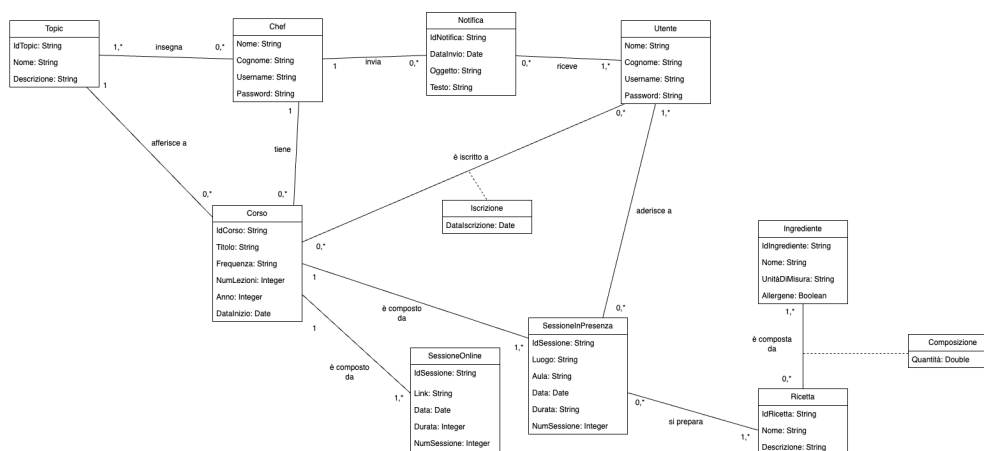 Topic
IdTopic: String
Nome: String
Descrizione: String
1,*
insegna
0,*
Chef
Nome: String
Cognome: String
Username: String
Password: String
1
invia
0,*
Notifica
IdNotifica: String
DataInvio: Date
Oggetto: String
Testo: String
0,*
riceve
1,*
Utente
Nome: String
Cognome: String
Username: String
Password: String
1
afferisce a
0,*
1
tiene
0,*
0,*
è iscritto a
0,*
Iscrizione
DataIscrizione: Date
1,*
aderisce a
0,*
Corso
IdCorso: String
Titolo: String
Frequenza: String
NumLezioni: Integer
Anno: Integer
DataInizio: Date
1
è composto
da
1,*
1
è composto
da
1,*
SessioneOnline
IdSessione: String
Link: String
Data: Date
Durata: Integer
NumSessione: Integer
SessioneInPresenza
IdSessione: String
Luogo: String
Aula: String
Data: Date
Durata: String
NumSessione: Integer
0,*
si prepara
1,*
Ingrediente
IdIngrediente: String
Nome: String
UnitàDiMisura: String
Allergene: Boolean
1,*
è composta
da
0,*
Composizione
Quantità: Double
Ricetta
IdRicetta: String
Nome: String
Descrizione: String